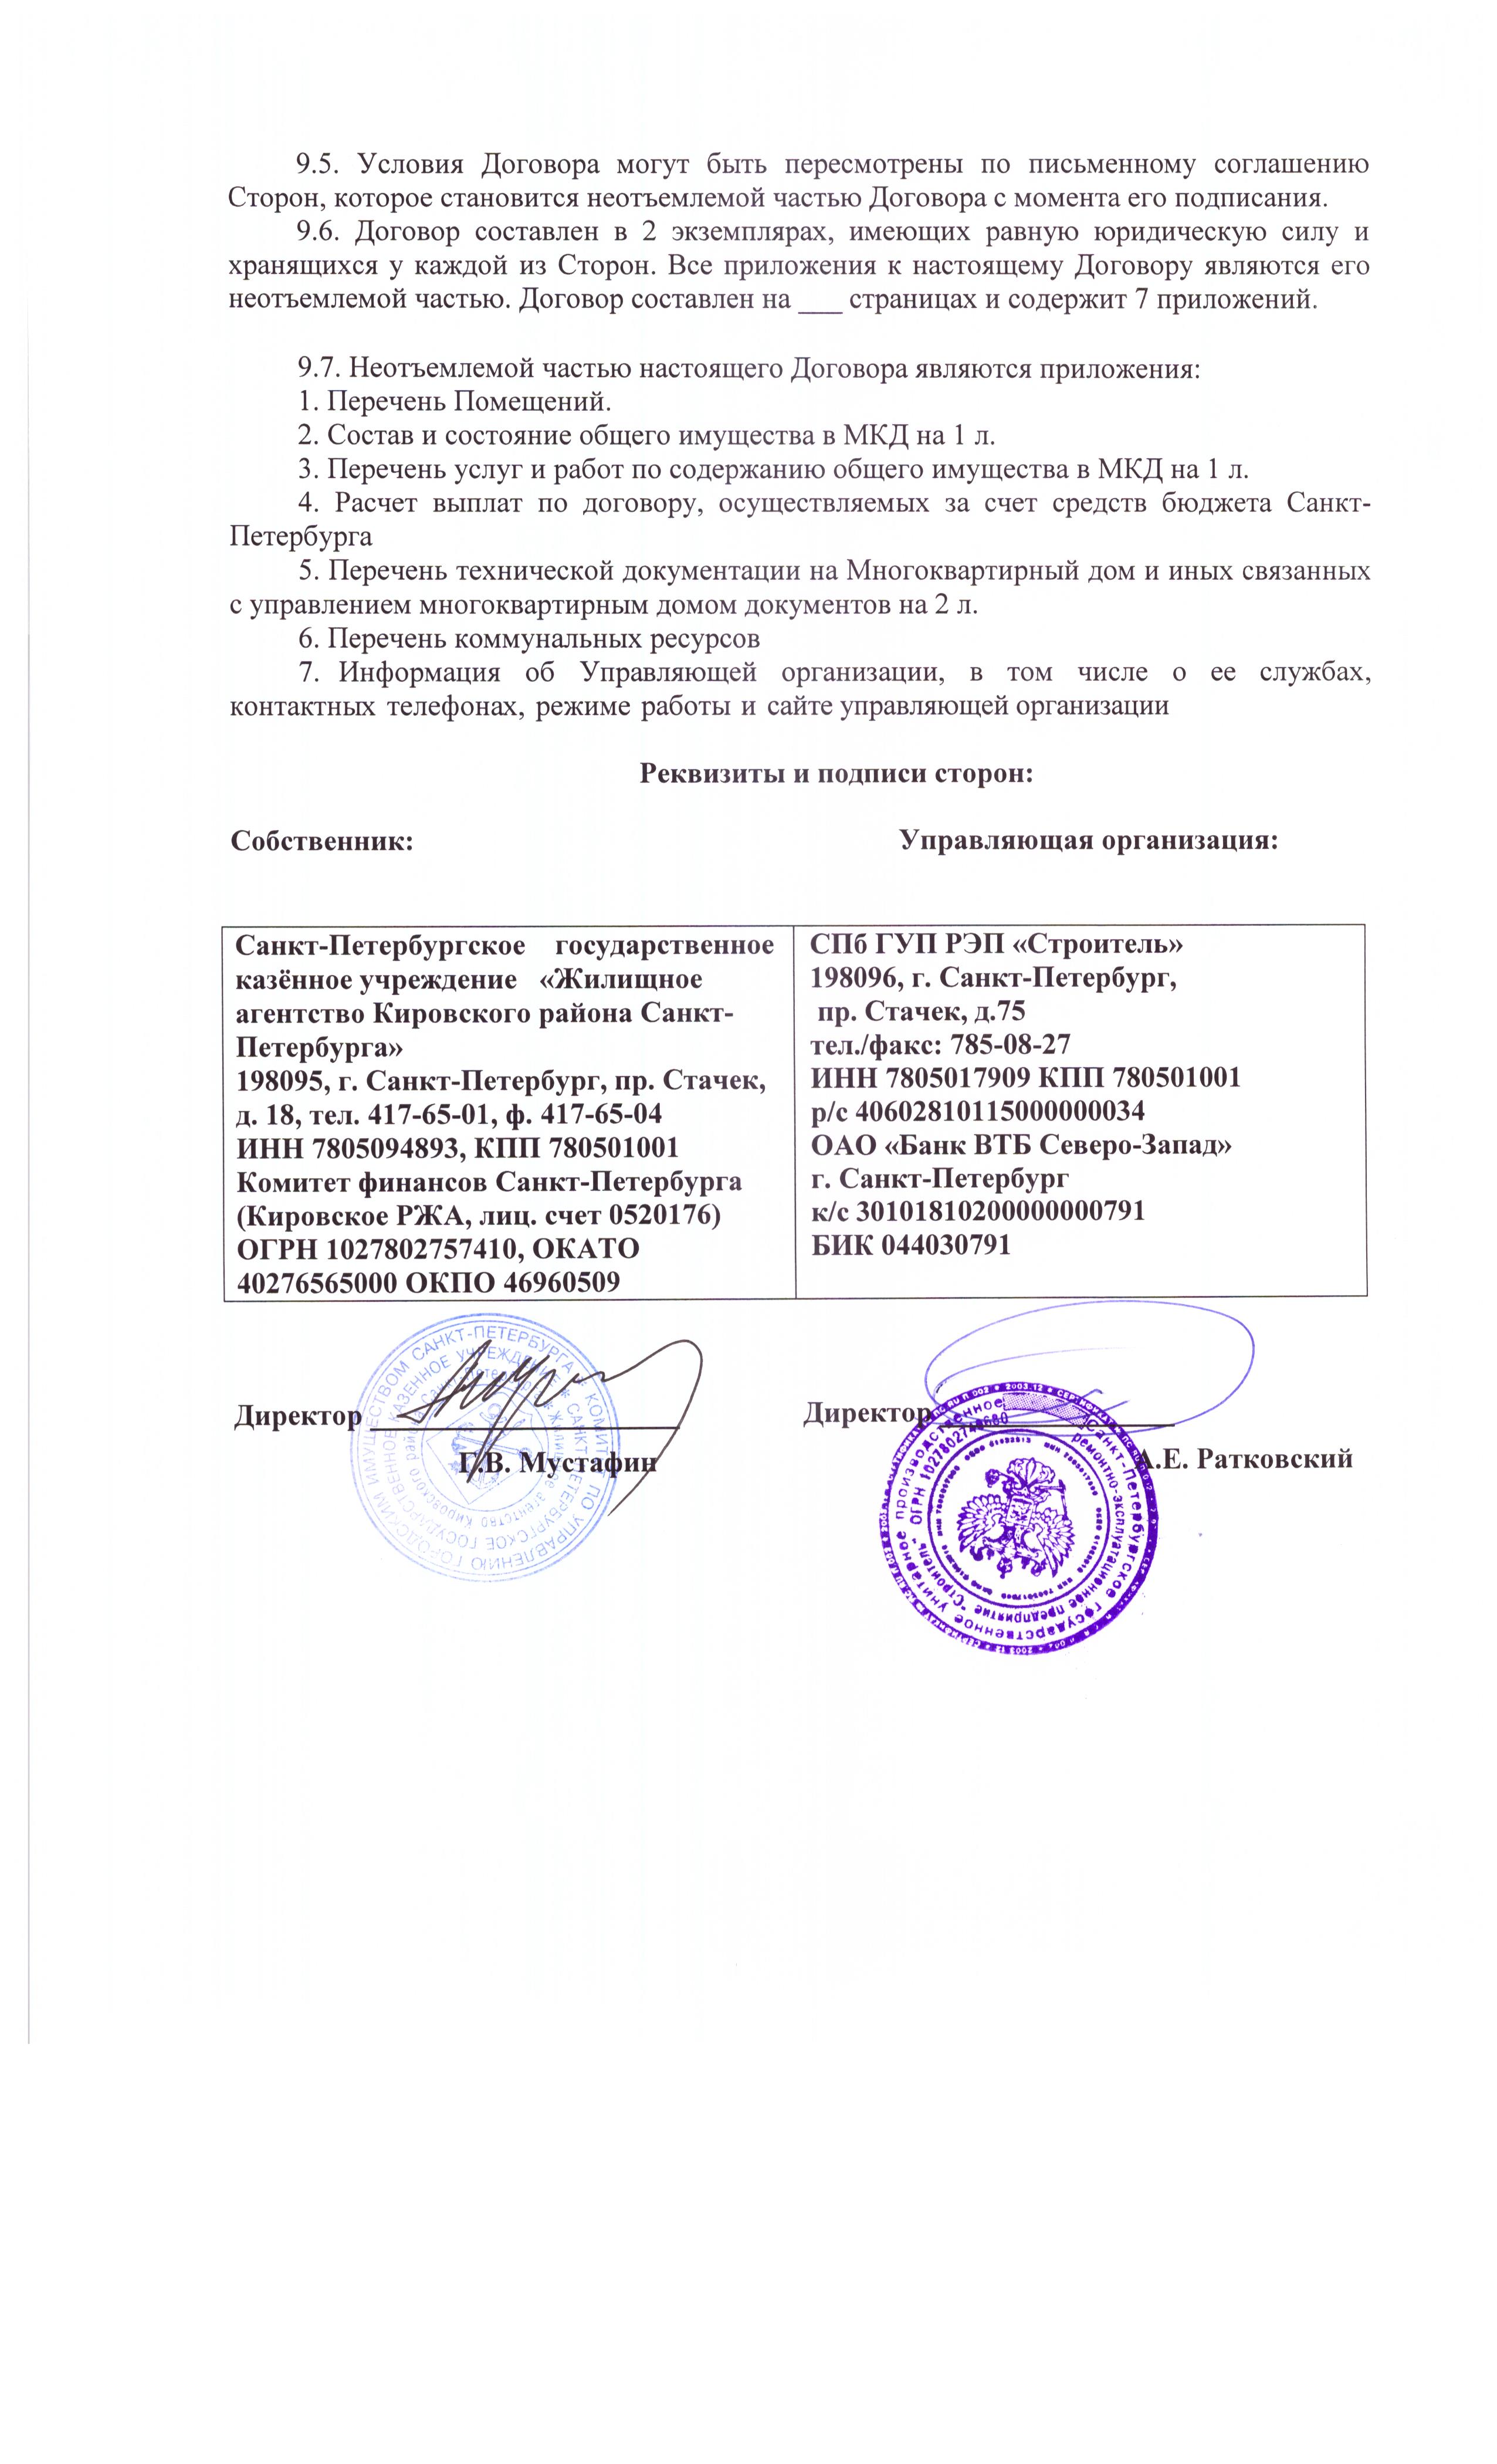 9.5. Условия Договора могут быть пересмотрены по письменному соглашению
Сторон, которое становится неотъемлемой частью Договора с момента его подписания.
9.6. Договор составлен в 2 экземплярах, имеющих равную юридическую силу и
хранящихся у каждой из Сторон. Все приложения к настоящему Договору являются его
неотъемлемой частью. Договор составлен на ___ страницах и содержит 7 приложений.
9.7. Неотъемлемой частью настоящего Договора являются приложения:
1. Перечень Помещений.
2. Состав и состояние общего имущества в МКД на 1 л.
3. Перечень услуг и работ по содержанию общего имущества в МКД на 1 л.
4. Расчет выплат по договору, осуществляемых за счет средств бюджета Санкт-
Петербурга
5. Перечень технической документации на Многоквартирный дом и иных связанных
с управлением многоквартирным домом документов на 2 л.
6. Перечень коммунальных ресурсов
7. Информация об Управляющей организации, в том числе о ее службах,
контактных телефонах, режиме работы и сайте управляющей организации
Реквизиты и подписи сторон:
Собственник:
Управляющая организация:
Санкт-Петербургское государственное
казённое учреждение «Жилищное
агентство Кировского района Санкт-
Петербурга»
198095, г. Санкт-Петербург, пр. Стачек,
д. 18, тел. 417-65-01, ф. 417-65-04
ИНН 7805094893, КПП 780501001
Комитет финансов Санкт-Петербурга
(Кировское РЖА, лиц. счет 0520176)
ОГРН 1027802757410, ОКАТО
40276565000 ОКПО 46960509
СПб ГУП РЭП «Строитель»
198096, г. Санкт-Петербург,
пр. Стачек, д.75
тел./факс: 785-08-27
ИНН 7805017909 КПП 780501001
р/с 40602810115000000034
ОАО «Банк ВТБ Северо-Запад»
г. Санкт-Петербург
к/с 30101810200000000791
БИК 044030791
Директор
Г.В. Мустафин
Директор
А.Е. Ратковский
КОМИТЕТ ПО УПРАВЛЕНИЮ ГОРОДСКИМ ИМУЩЕСТВОМ САНКТ-ПЕТЕРБУРГА
САНКТ-ПЕТЕРБУРГСКОЕ ГОСУДАРСТВЕННОЕ КАЗЕННОЕ УЧРЕЖДЕНИЕ
Жилищное агентство Кировского района Санкт-Петербурга
Санкт-Петербургское государственное унитарное производственное
ремонтно-эксплуатационное предприятие "Строитель"